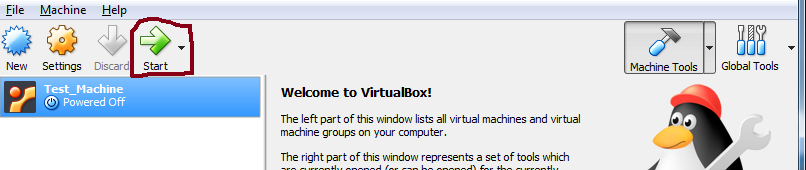 File Machine Help
New Settings Discard Start Machine Tools Global Tools
Test_Machine
Powered Off
Welcome to VirtualBox!
The left part of this window lists all virtual machines and virtual
machine groups on your computer.
The right part of this window represents a set of tools which
are currently opened (or can be opened) for the currently